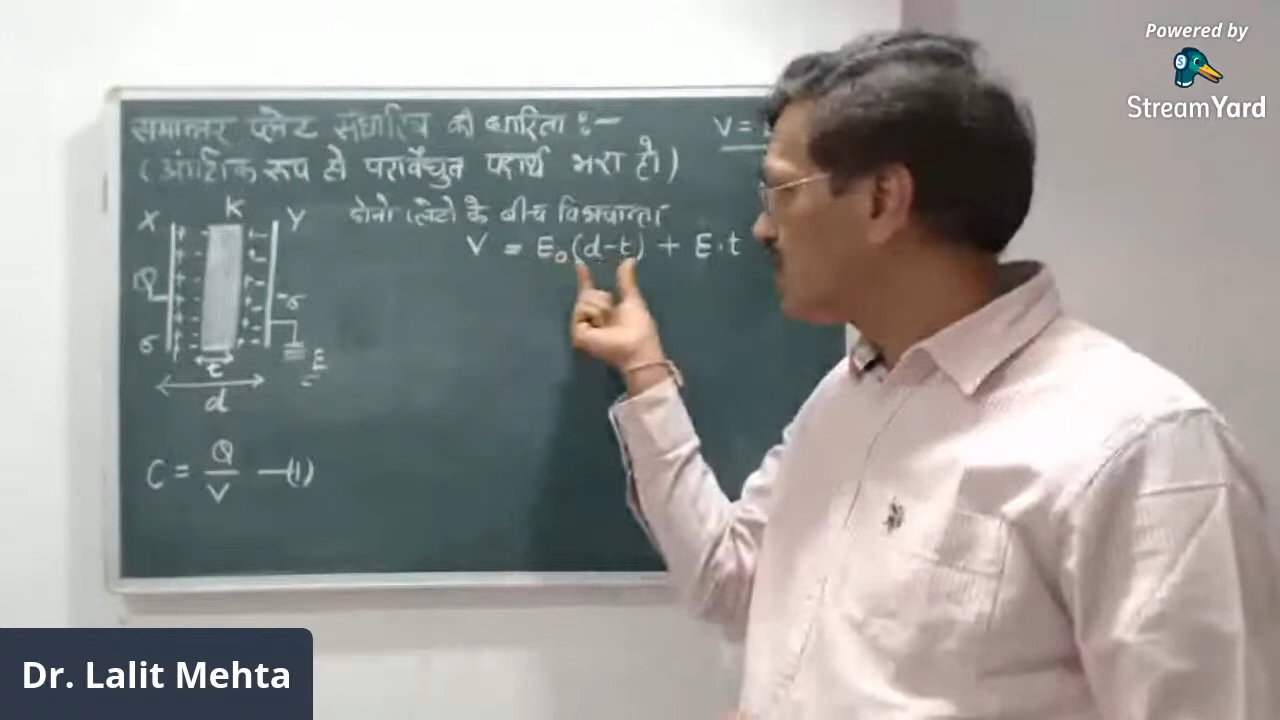 Powered by
StreamYard
समान्तर प्लेट संधारित्र की धारिता :-
V =
(आंशिक रूप से परावैद्युत पदार्थ भरा हो)
दोनो प्लेटो के बीच विभवान्तर
V = E₀(d-t) + E·t
X K Y
Q
σ -σ
t E
d
C = Q/V —(1)
Dr. Lalit Mehta